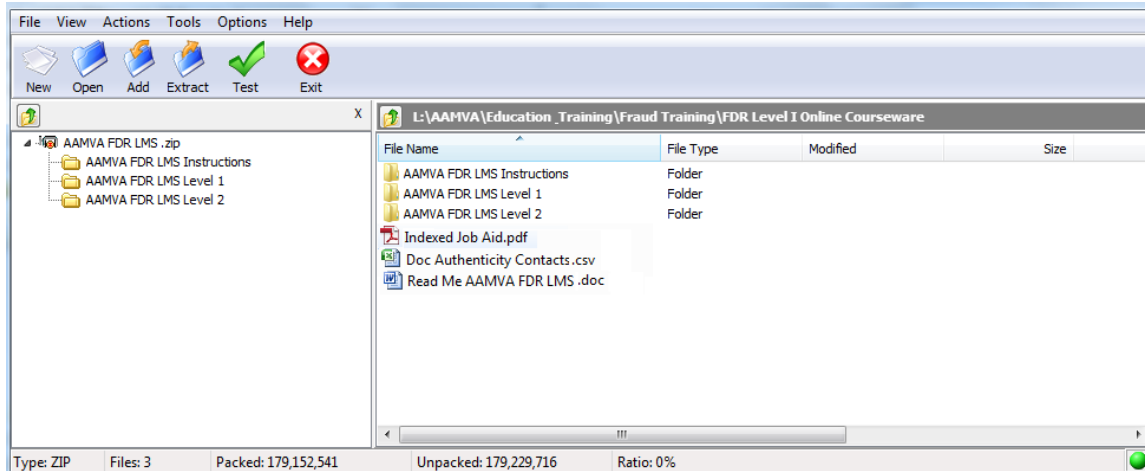 File View Actions Tools Options Help
New Open Add Extract Test Exit
X
L:\AAMVA\Education_Training\Fraud Training\FDR Level I Online Courseware
AAMVA FDR LMS .zip
AAMVA FDR LMS Instructions
AAMVA FDR LMS Level 1
AAMVA FDR LMS Level 2
File Name File Type Modified Size
AAMVA FDR LMS Instructions Folder
AAMVA FDR LMS Level 1 Folder
AAMVA FDR LMS Level 2 Folder
Indexed Job Aid.pdf
Doc Authenticity Contacts.csv
Read Me AAMVA FDR LMS .doc
Type: ZIP Files: 3 Packed: 179,152,541 Unpacked: 179,229,716 Ratio: 0%